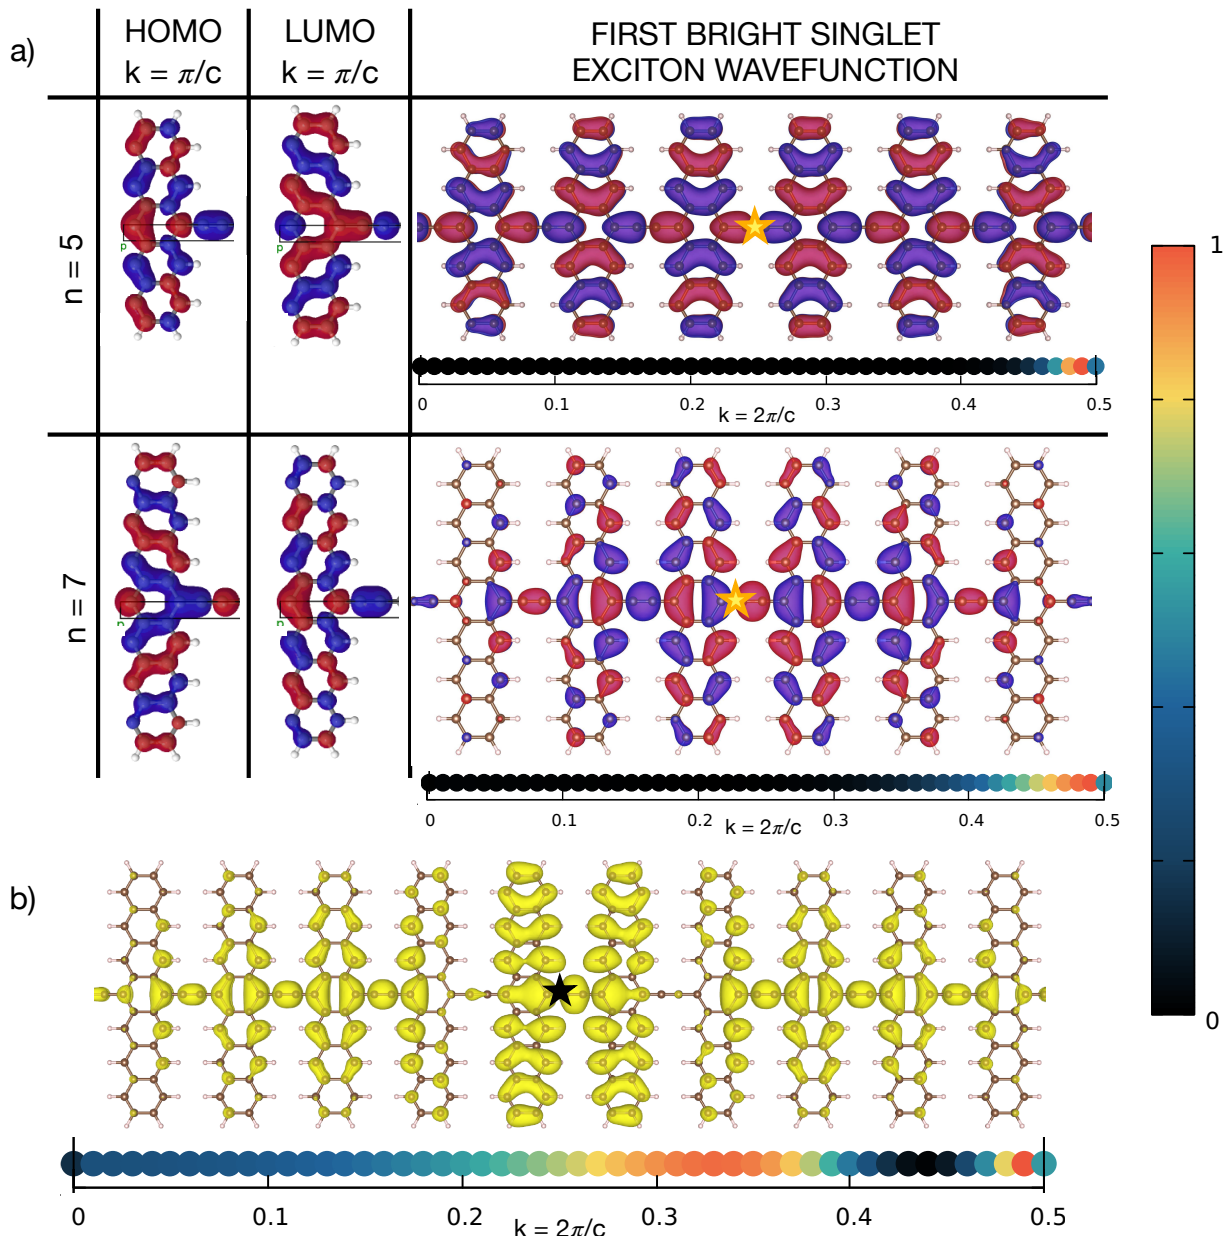 a)
HOMO
k = π/c
LUMO
k = π/c
FIRST BRIGHT SINGLET
EXCITON WAVEFUNCTION
n = 5
p
p
0 0.1 0.2 0.3 0.4 0.5
k = 2π/c
n = 7
0 0.1 0.2 0.3 0.4 0.5
k = 2π/c
1
0
b)
0 0.1 0.2 0.3 0.4 0.5
k = 2π/c